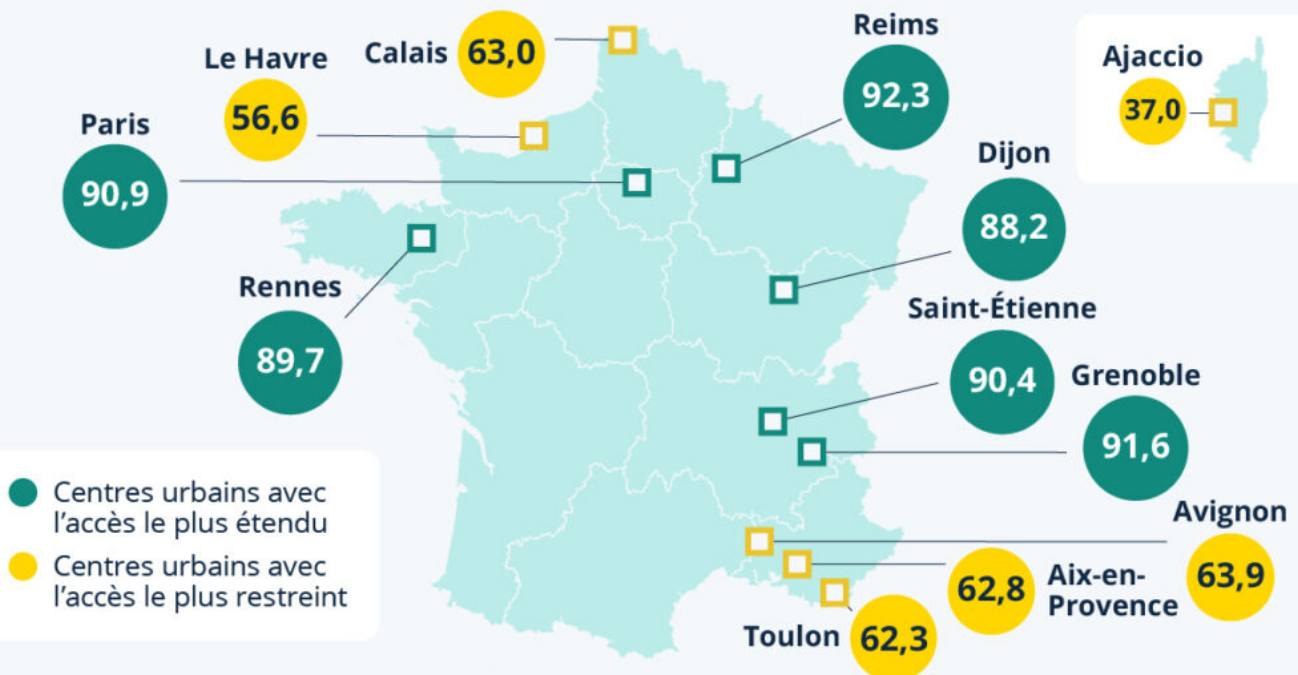 Reims
92,3
Calais
63,0
Le Havre
56,6
Ajaccio
37,0
Paris
90,9
Dijon
88,2
Rennes
89,7
Saint-Étienne
90,4
Grenoble
91,6
Avignon
63,9
Aix-en-
Provence
62,8
Toulon
62,3
Centres urbains avec
l’accès le plus étendu
Centres urbains avec
l’accès le plus restreint